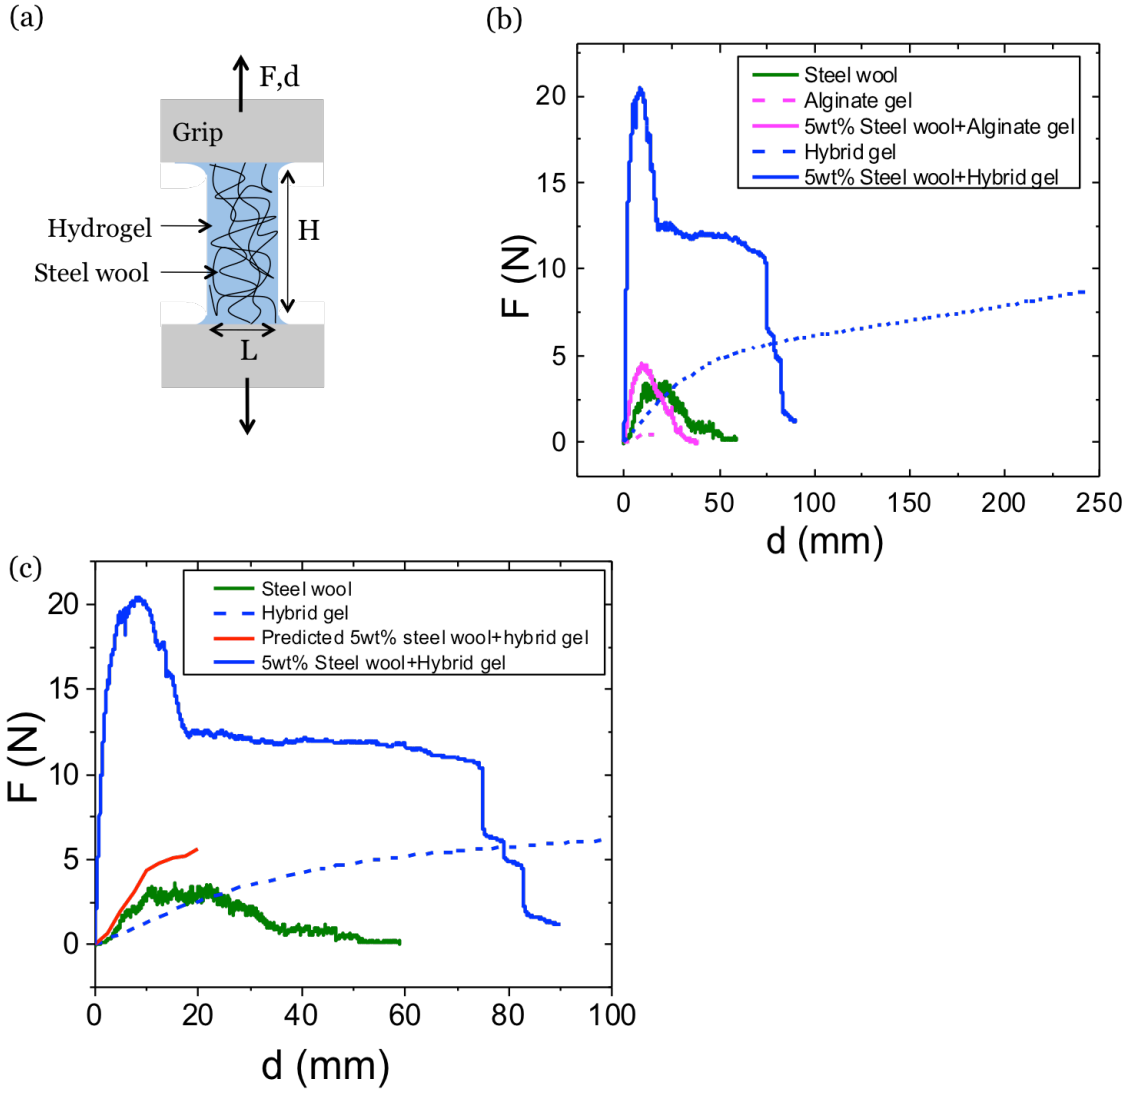 (a)
F,d
Grip
Hydrogel
H
Steel wool
L
(b)
Steel wool
Alginate gel
5wt% Steel wool+Alginate gel
Hybrid gel
5wt% Steel wool+Hybrid gel
20
15
10
5
0
F (N)
0 50 100 150 200 250
d (mm)
(c)
Steel wool
Hybrid gel
Predicted 5wt% steel wool+hybrid gel
5wt% Steel wool+Hybrid gel
20
15
10
5
0
F (N)
0 20 40 60 80 100
d (mm)